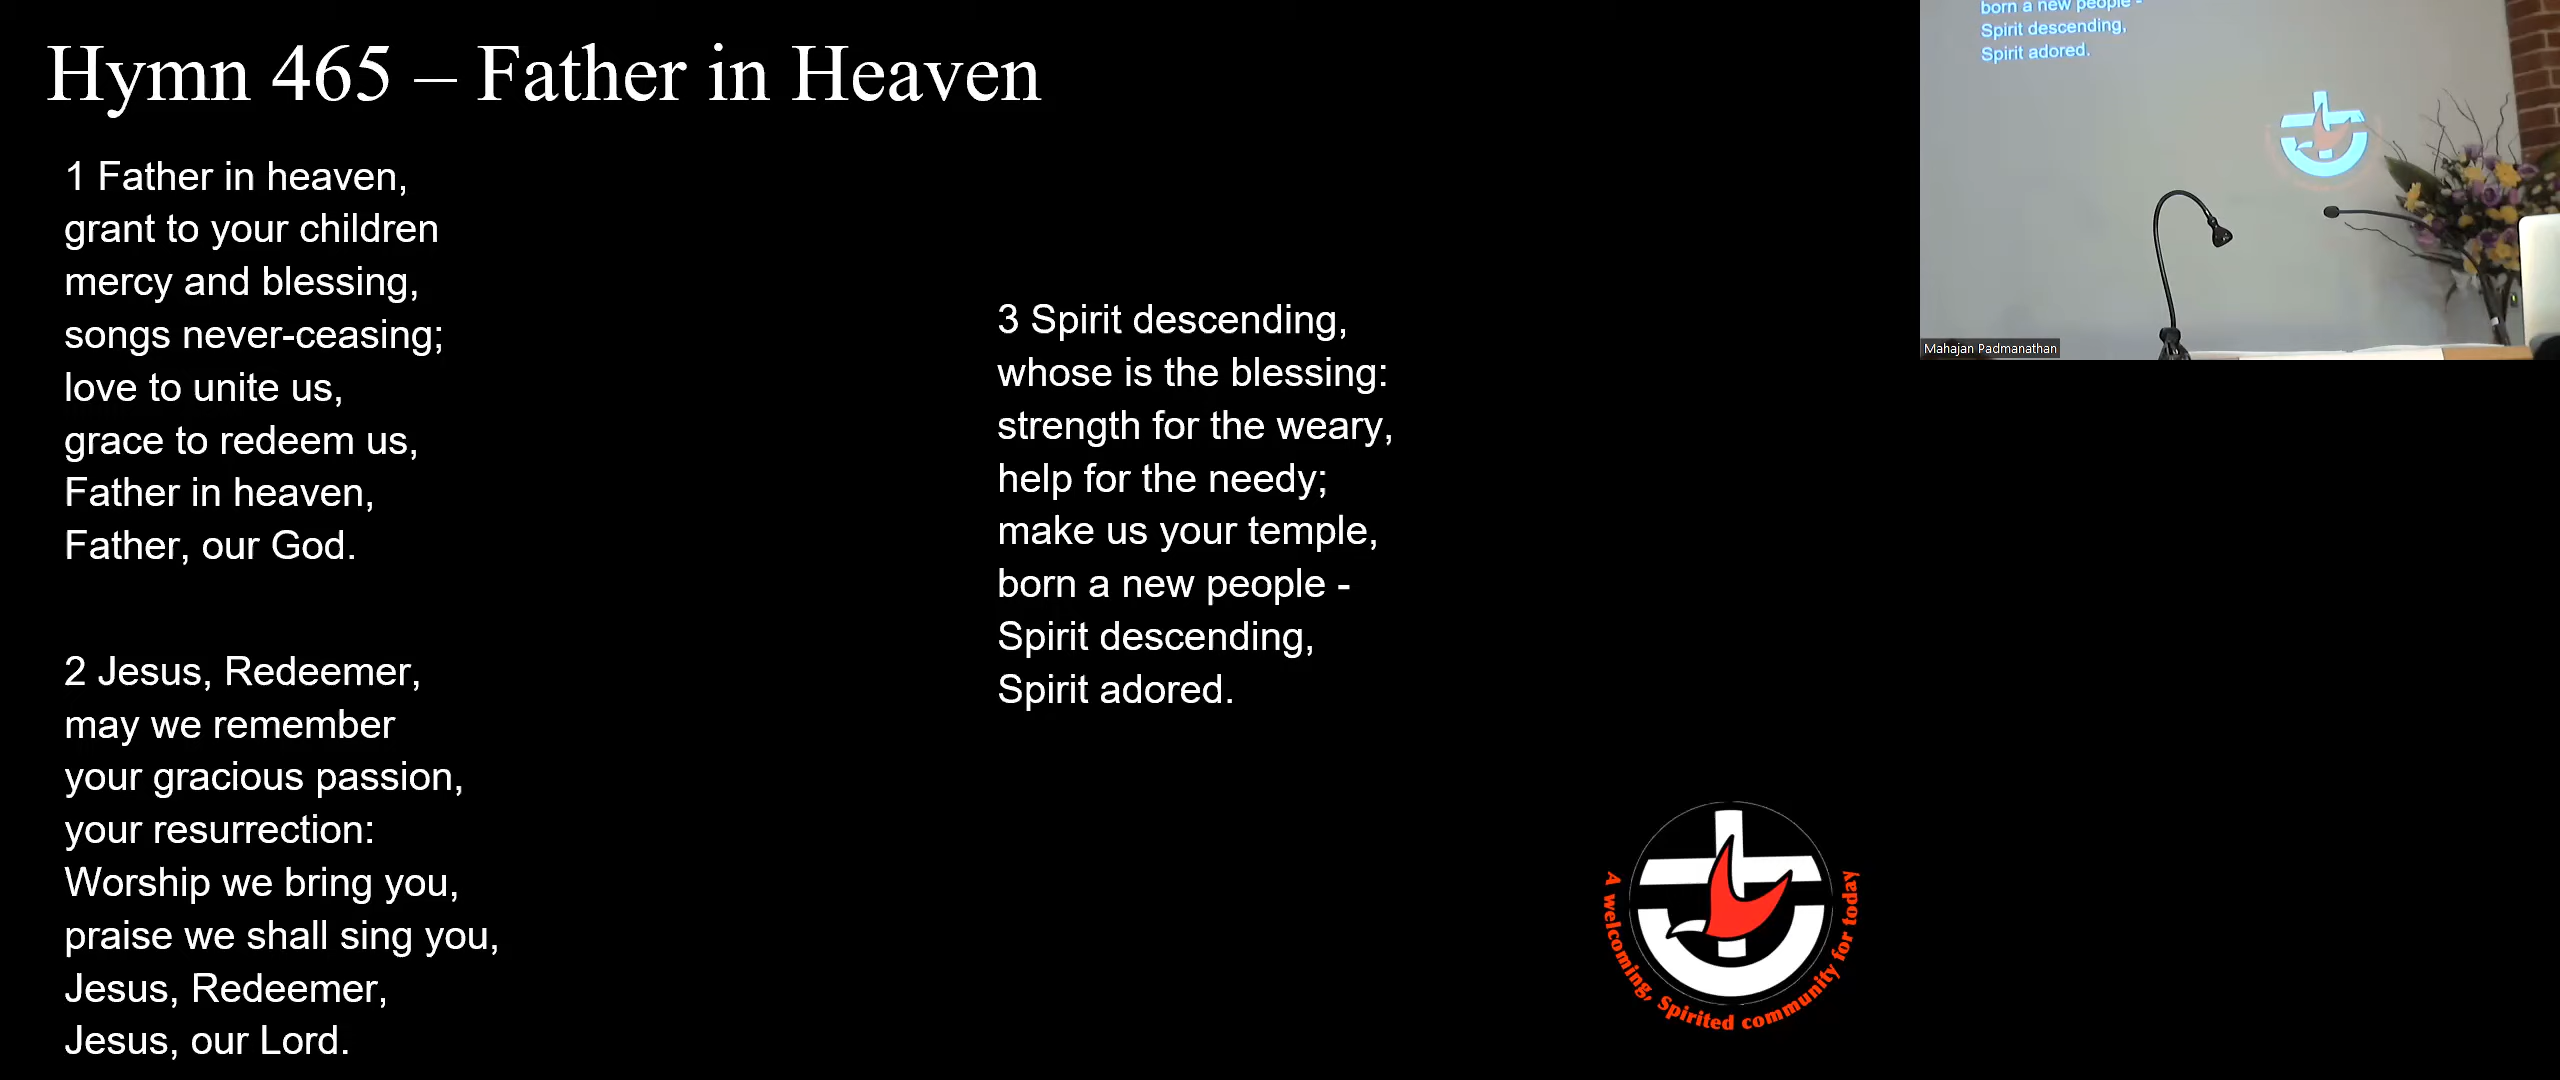 Hymn 465 – Father in Heaven
1 Father in heaven,
grant to your children
mercy and blessing,
songs never-ceasing;
love to unite us,
grace to redeem us,
Father in heaven,
Father, our God.
2 Jesus, Redeemer,
may we remember
your gracious passion,
your resurrection:
Worship we bring you,
praise we shall sing you,
Jesus, Redeemer,
Jesus, our Lord.
3 Spirit descending,
whose is the blessing:
strength for the weary,
help for the needy;
make us your temple,
born a new people -
Spirit descending,
Spirit adored.
A welcoming, Spirited community for today
born a new people -
Spirit descending,
Spirit adored.
Mahajan Padmanathan